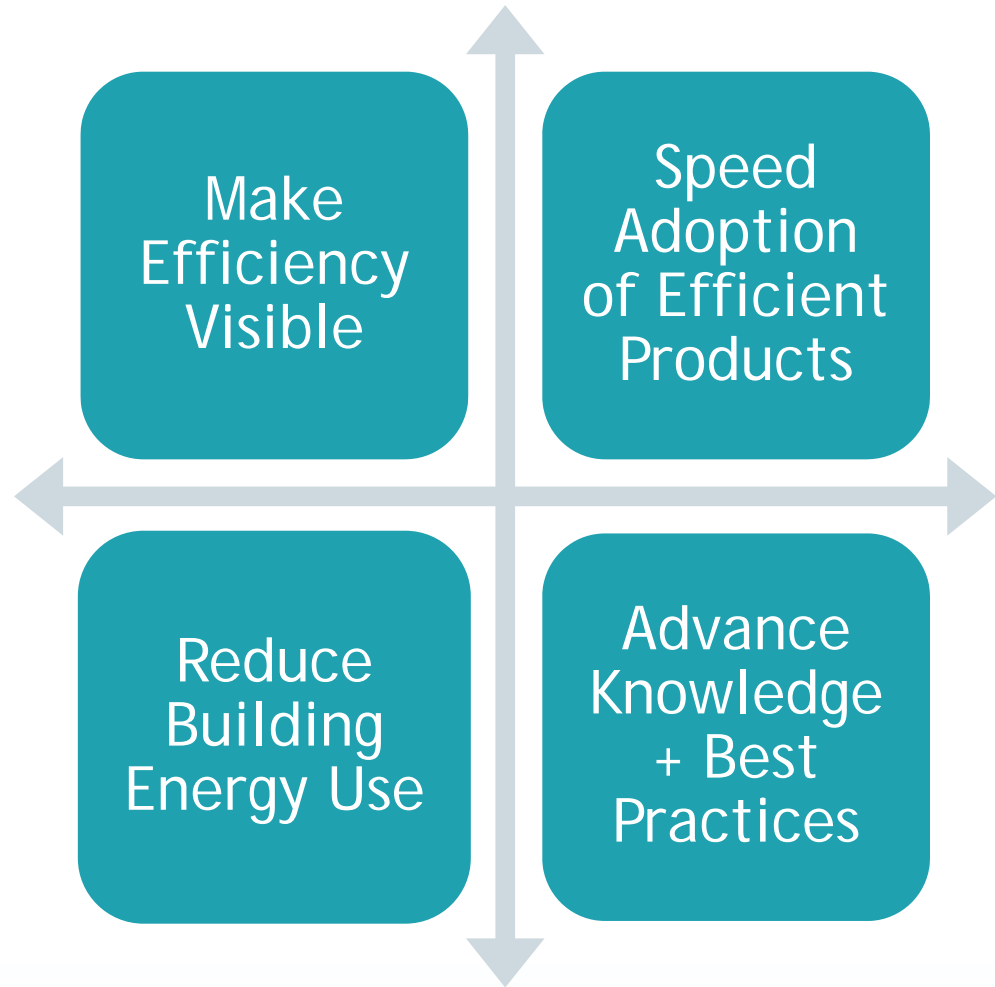 Make
Efficiency
Visible
Speed
Adoption
of Efficient
Products
Reduce
Building
Energy Use
Advance
Knowledge
+ Best
Practices